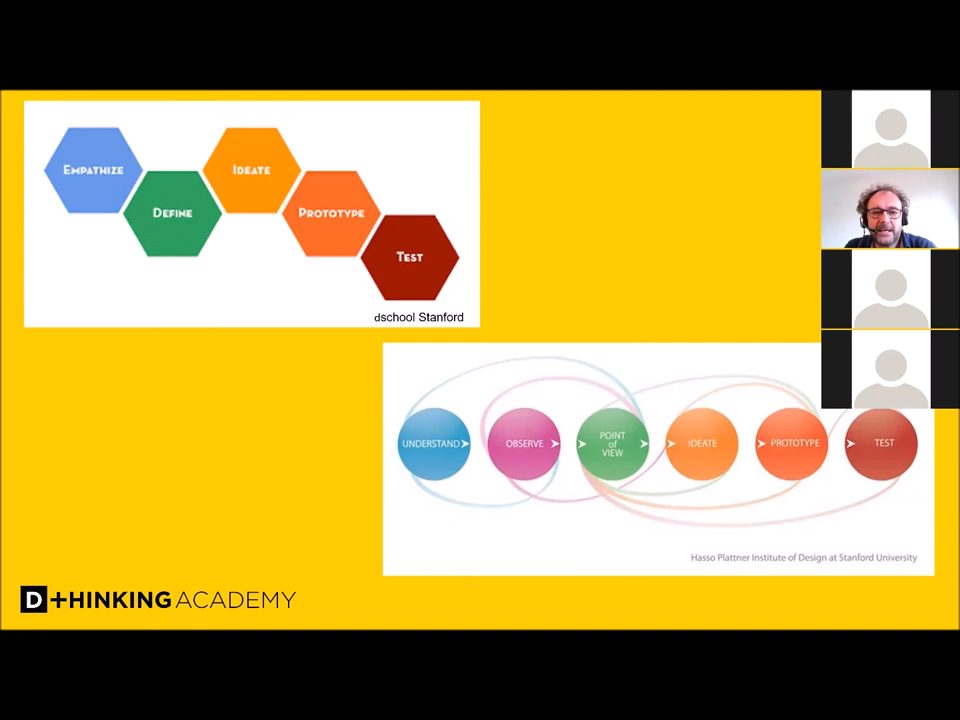 EMPATHIZE
DEFINE
IDEATE
PROTOTYPE
TEST
dschool Stanford
UNDERSTAND
OBSERVE
POINT
of
VIEW
IDEATE
PROTOTYPE
TEST
Hasso Plattner Institute of Design at Stanford University
D+HINKING ACADEMY